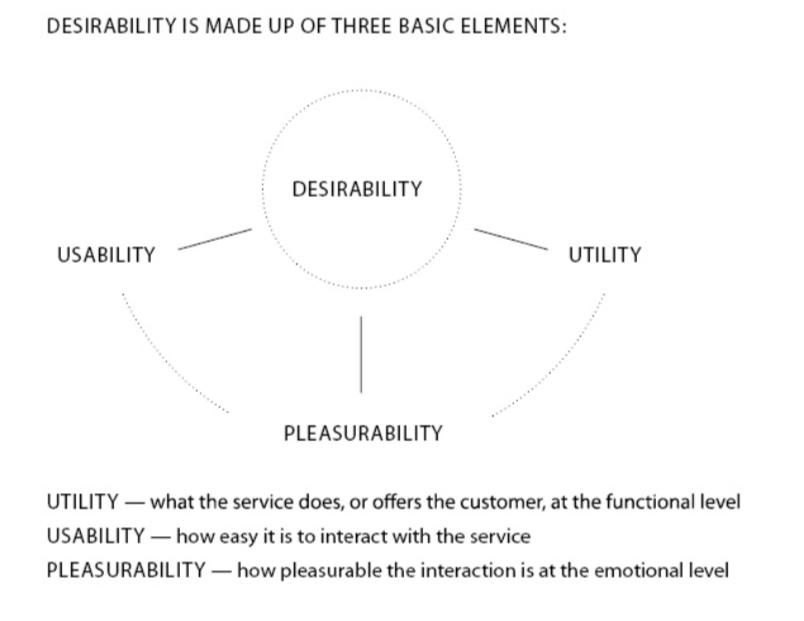 DESIRABILITY IS MADE UP OF THREE BASIC ELEMENTS:
DESIRABILITY
USABILITY
UTILITY
PLEASURABILITY
UTILITY — what the service does, or offers the customer, at the functional level
USABILITY — how easy it is to interact with the service
PLEASURABILITY — how pleasurable the interaction is at the emotional level